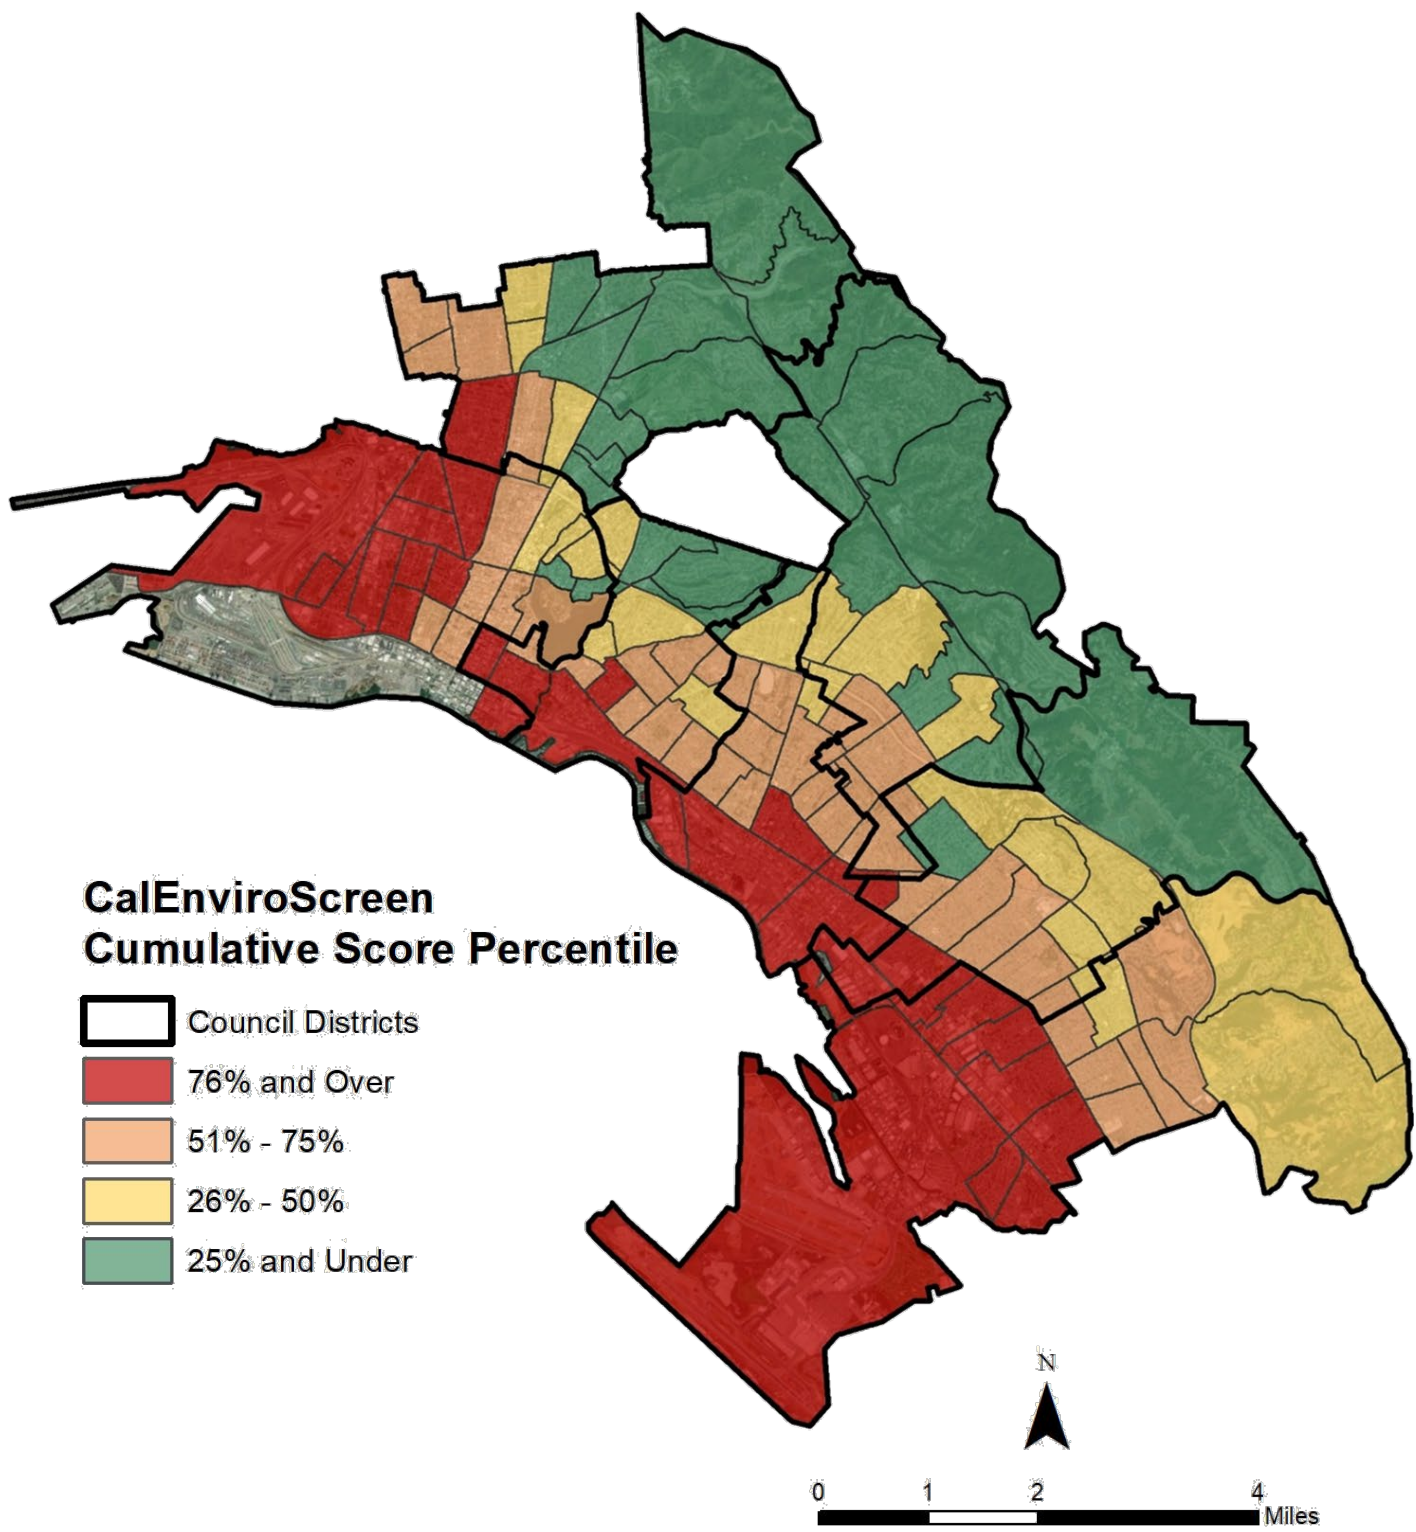 CalEnviroScreen
Cumulative Score Percentile
Council Districts
76% and Over
51% - 75%
26% - 50%
25% and Under
N
0 1 2 4
Miles